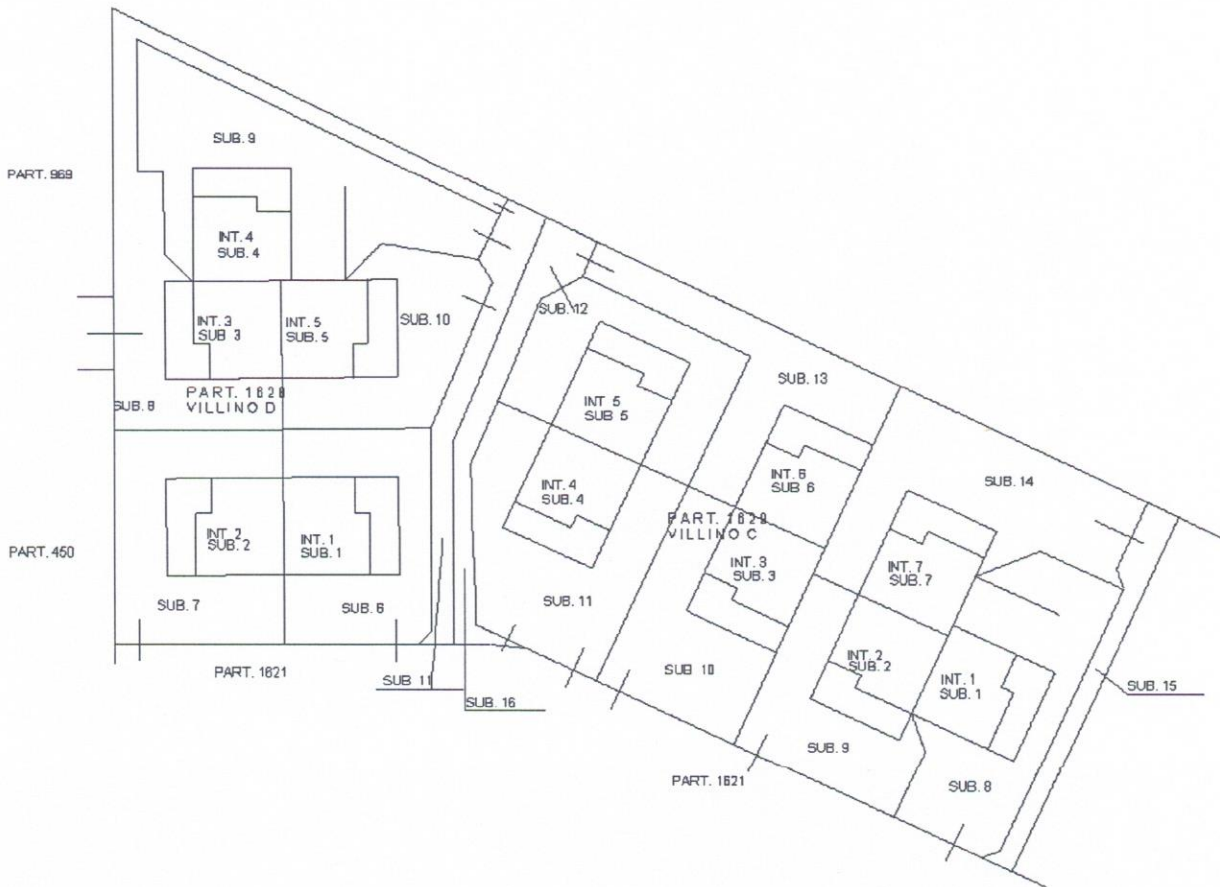 SUB. 9
PART. 969
INT. 4
SUB. 4
INT. 3
SUB 3
INT. 5
SUB. 5
SUB. 10
PART. 1628
VILLINO D
SUB. 8
INT. 2
SUB. 2
INT. 1
SUB. 1
PART. 450
SUB. 7
SUB. 6
PART. 1621
SUB 11
SUB. 16
SUB. 12
SUB. 13
INT 5
SUB 5
INT. 4
SUB. 4
INT. 6
SUB 6
SUB. 14
PART. 1629
VILLINO C
INT. 3
SUB. 3
INT. 7
SUB. 7
SUB. 11
SUB 10
INT. 2
SUB. 2
INT. 1
SUB. 1
SUB. 15
SUB. 9
PART. 1621
SUB. 8